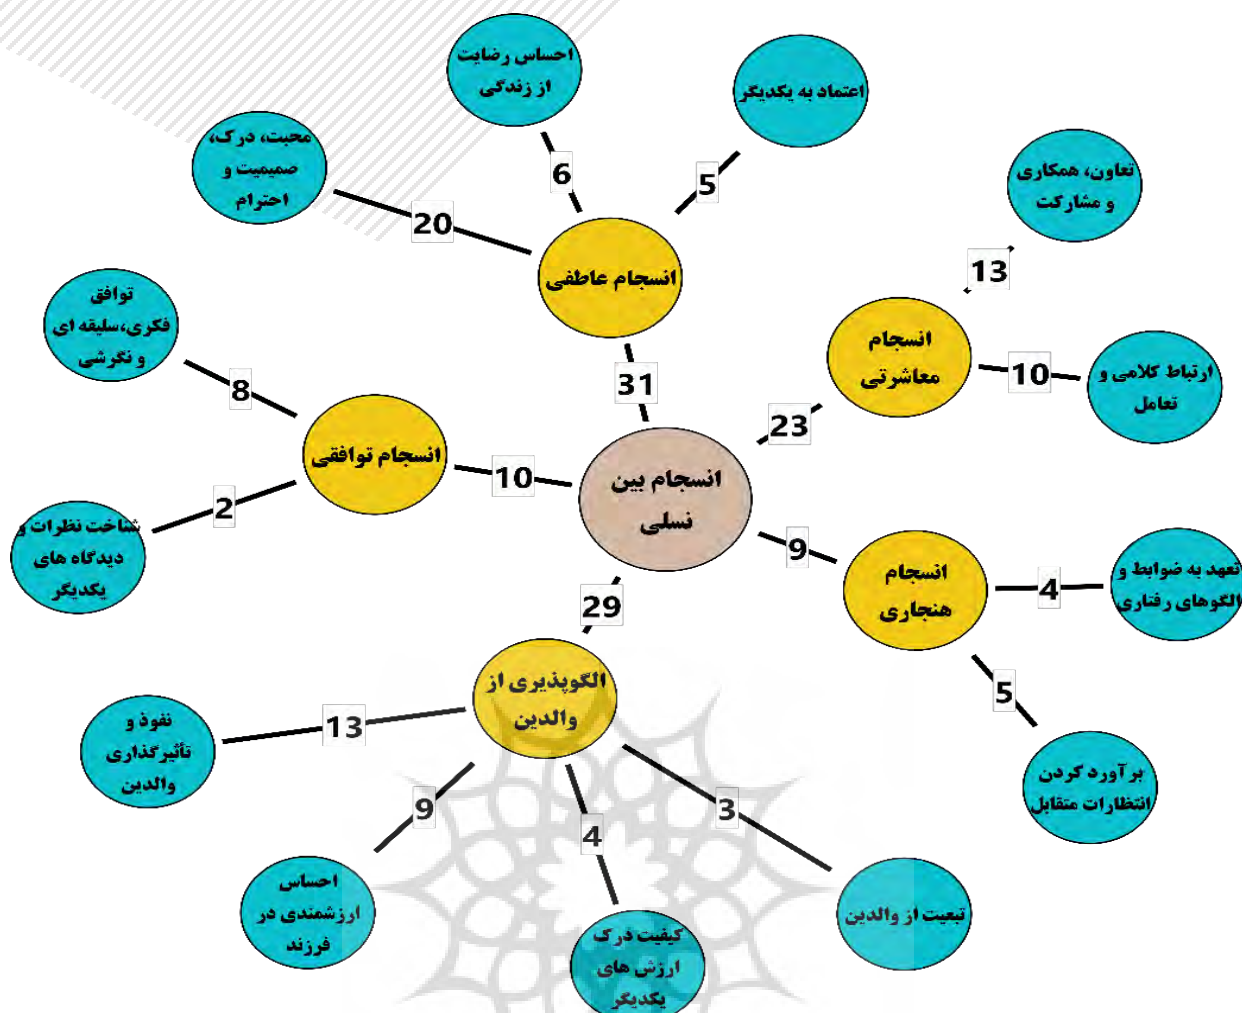 احساس رضایت
از زندگی
اعتماد به یکدیگر
محبت، درک،
صمیمیت و
احترام
تعاون، همکاری
و مشارکت
6
5
20
13
انسجام عاطفی
توافق
فکری،سلیقه ای
و نگرشی
انسجام
معاشرتی
ارتباط کلامی و
تعامل
31
10
8
23
انسجام توافقی
10
انسجام بین
نسلی
2
شناخت نظرات و
دیدگاه های
یکدیگر
9
انسجام
هنجاری
4
تعهد به ضوابط و
الگوهای رفتاری
29
5
الگوپذیری از
والدین
نفوذ و
تأثیرگذاری
والدین
13
برآورد کردن
انتظارات متقابل
9
4
3
احساس
ارزشمندی در
فرزند
کیفیت درک
ارزش های
یکدیگر
تبعیت از والدین